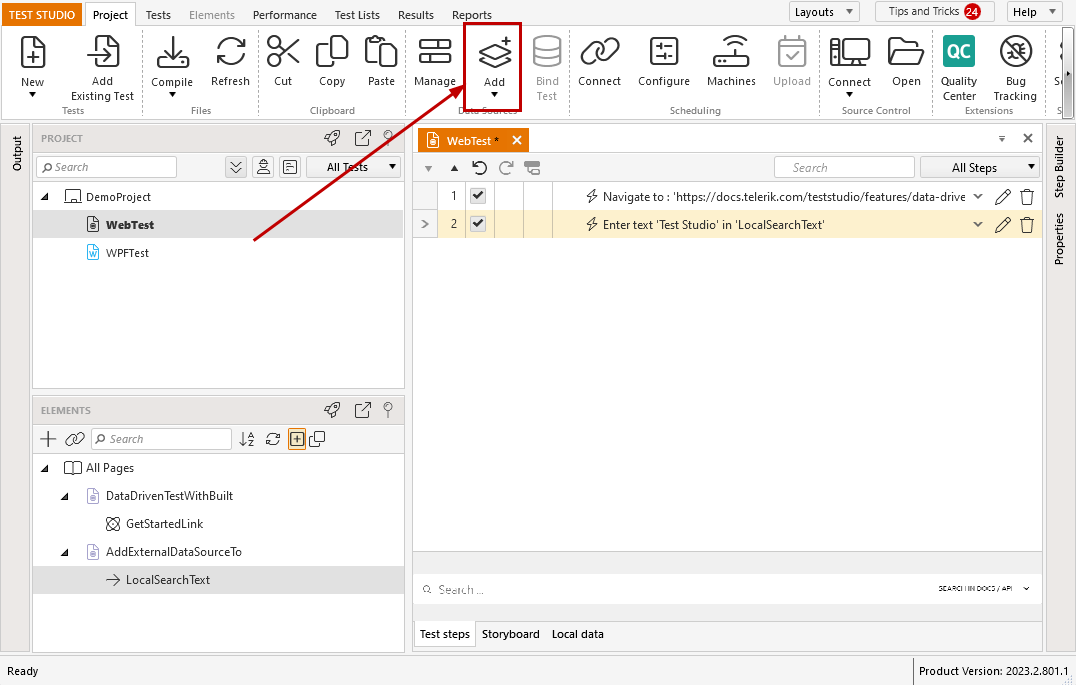 TEST STUDIO Project Tests Elements Performance Test Lists Results Reports Layouts Tips and Tricks 24 Help
New Add Existing Test Tests
Compile Refresh Files
Cut Copy Paste Clipboard
Manage Add Bind Test Data Sources
Connect Configure Machines Upload Scheduling
Connect Open Source Control
QC Quality Center Bug Tracking Extensions
Output
PROJECT
Search All Tests
DemoProject
WebTest
W WPFTest
ELEMENTS
Search
All Pages
DataDrivenTestWithBuilt
GetStartedLink
AddExternalDataSourceTo
LocalSearchText
WebTest *
Search All Steps
1 Navigate to : 'https://docs.telerik.com/teststudio/features/data-drive
2 Enter text 'Test Studio' in 'LocalSearchText'
Search ... SEARCH IN DOCS / API
Test steps Storyboard Local data
Step Builder
Properties
Ready Product Version: 2023.2.801.1